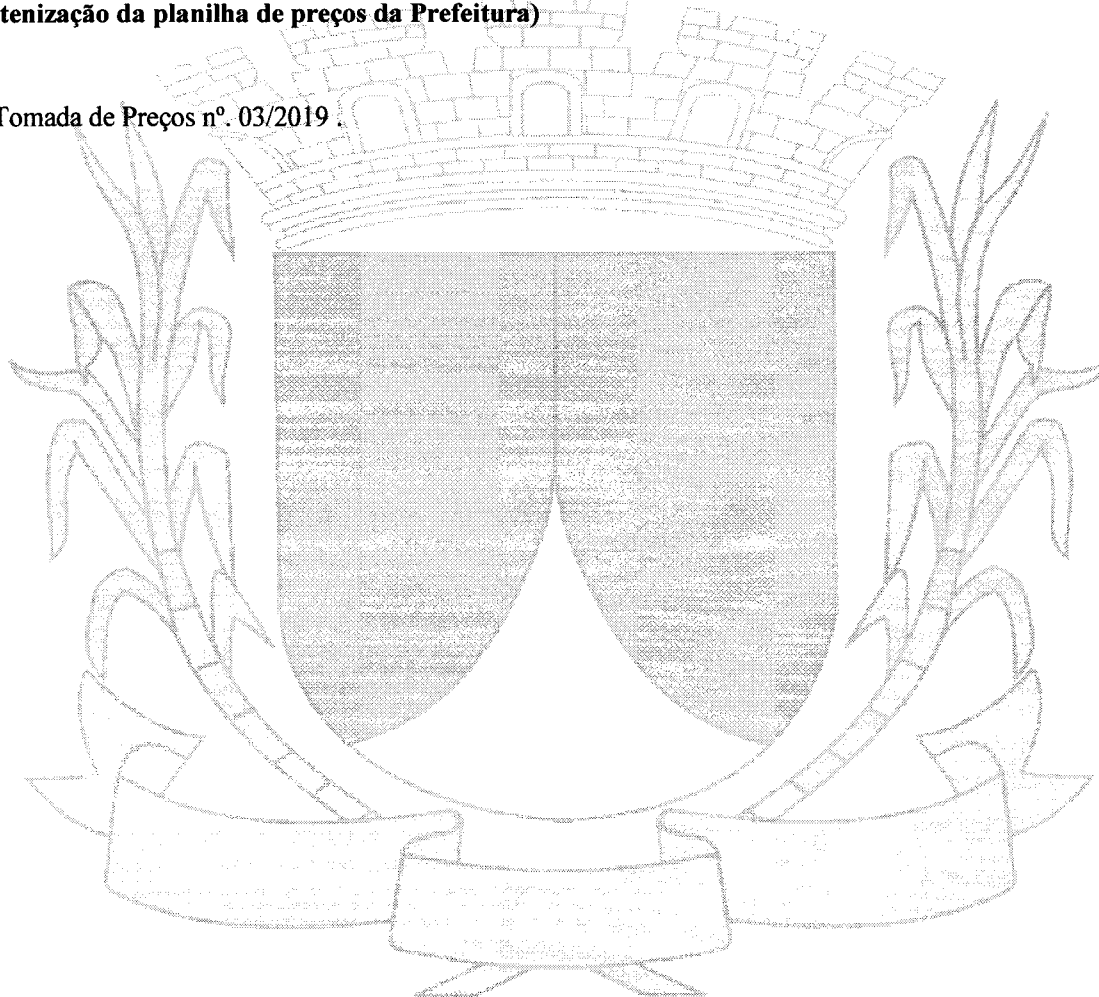 tenização da planilha de preços da Prefeitura)
Tomada de Preços nº. 03/2019 .